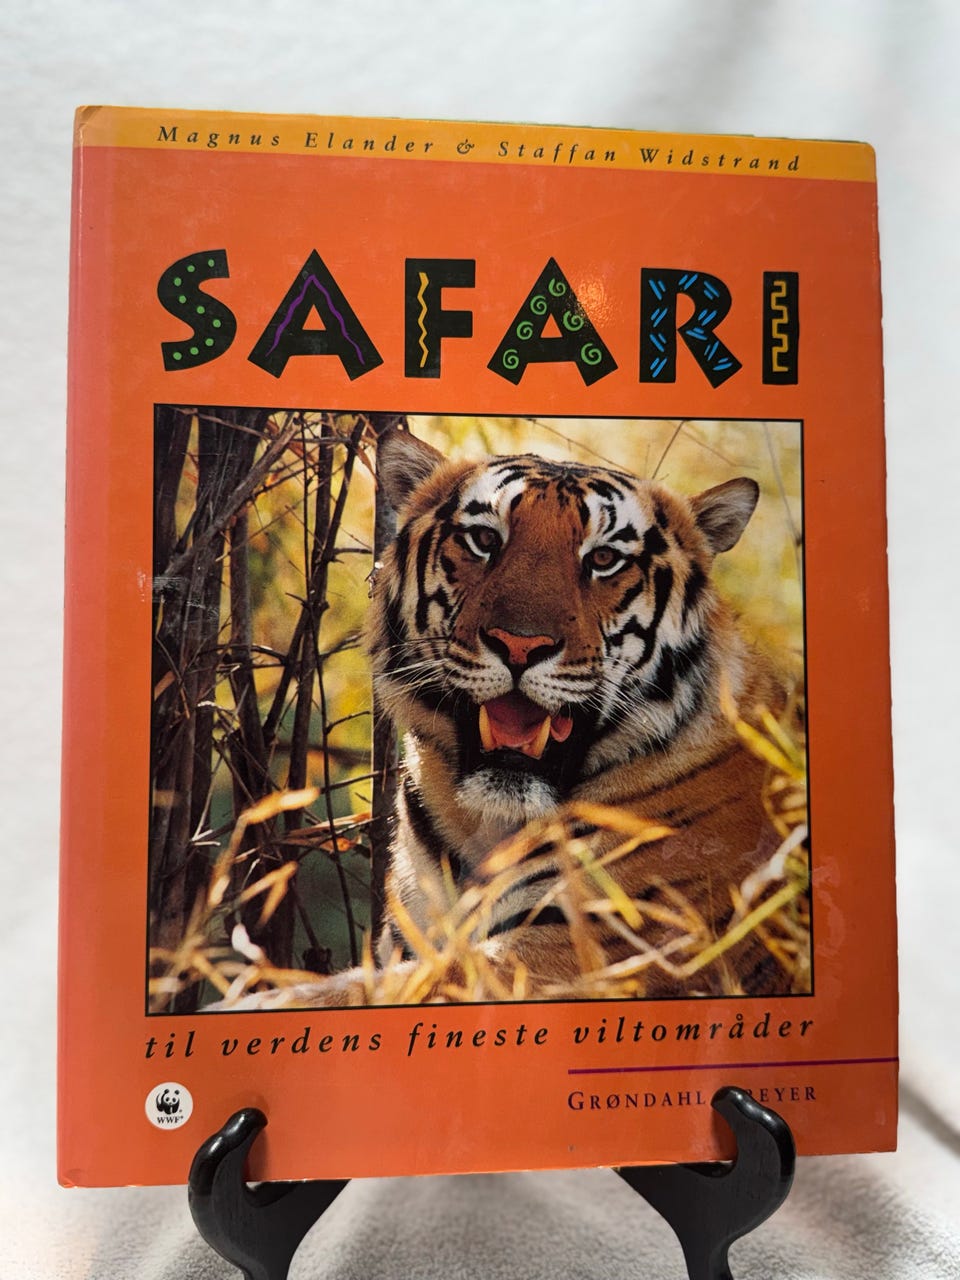 Magnus Elander & Staffan Widstrand
SAFARI
til verdens fineste viltområder
GRØNDAHL
WWF